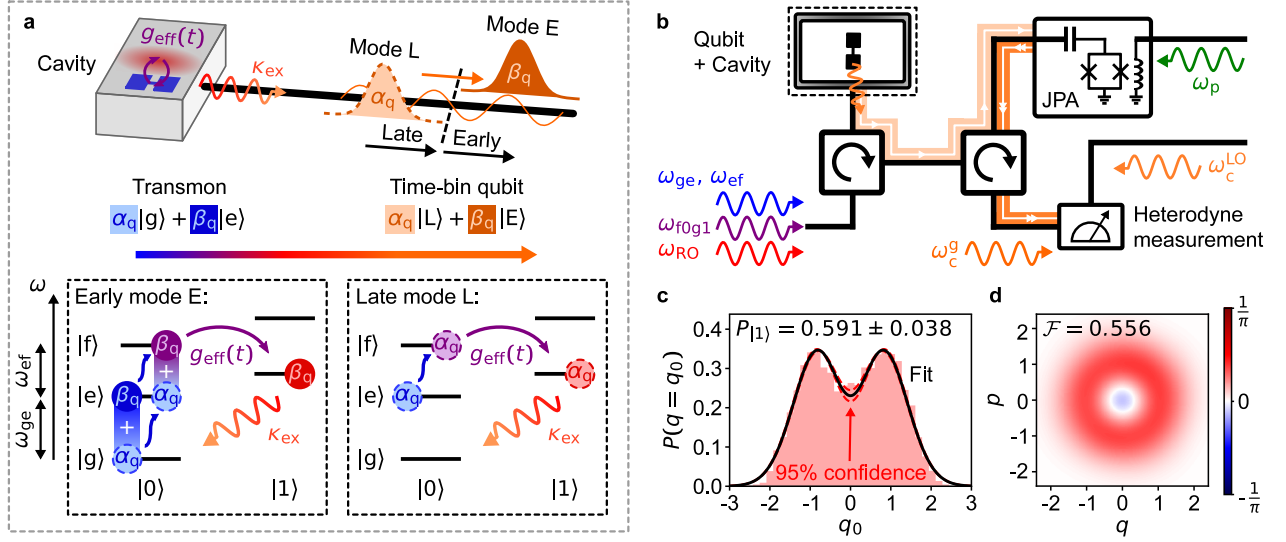 a
g_eff(t)
Cavity
κ_ex
Mode L
Mode E
α_q
β_q
Late
Early
Transmon
Time-bin qubit
α_q|g⟩ + β_q|e⟩
α_q|L⟩ + β_q|E⟩
ω
Early mode E:
|f⟩
β_q
g_eff(t)
+
β_q
ω_ef
|e⟩
β_q
α_q
+
κ_ex
ω_ge
|g⟩
α_q
|0⟩
|1⟩
Late mode L:
|f⟩
α_q
g_eff(t)
α_q
|e⟩
α_q
κ_ex
|g⟩
|0⟩
|1⟩
b
Qubit
+ Cavity
JPA
ω_p
ω_ge, ω_ef
ω_f0g1
ω_RO
ω_c^LO
ω_c^g
Heterodyne
measurement
c
P_|1⟩ = 0.591 ± 0.038
Fit
95% confidence
P(q = q_0)
0.4
0.3
0.2
0.1
0.0
-3 -2 -1 0 1 2 3
q_0
d
ℱ = 0.556
p
2
1
0
-1
-2
-2 -1 0 1 2
q
1/π
0
-1/π